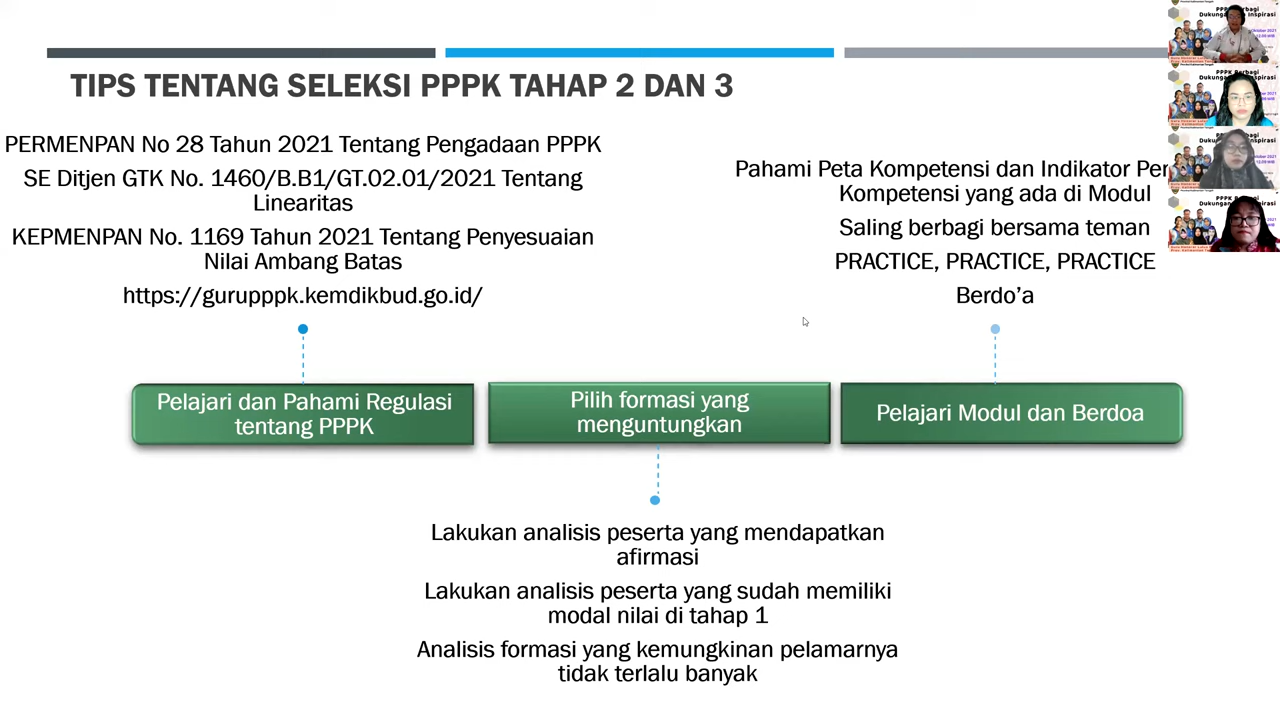 TIPS TENTANG SELEKSI PPPK TAHAP 2 DAN 3
PERMENPAN No 28 Tahun 2021 Tentang Pengadaan PPPK
SE Ditjen GTK No. 1460/B.B1/GT.02.01/2021 Tentang
Linearitas
KEPMENPAN No. 1169 Tahun 2021 Tentang Penyesuaian
Nilai Ambang Batas
https://gurupppk.kemdikbud.go.id/
Pahami Peta Kompetensi dan Indikator Per
Kompetensi yang ada di Modul
Saling berbagi bersama teman
PRACTICE, PRACTICE, PRACTICE
Berdo’a
Pelajari dan Pahami Regulasi
tentang PPPK
Pilih formasi yang
menguntungkan
Pelajari Modul dan Berdoa
Lakukan analisis peserta yang mendapatkan
afirmasi
Lakukan analisis peserta yang sudah memiliki
modal nilai di tahap 1
Analisis formasi yang kemungkinan pelamarnya
tidak terlalu banyak